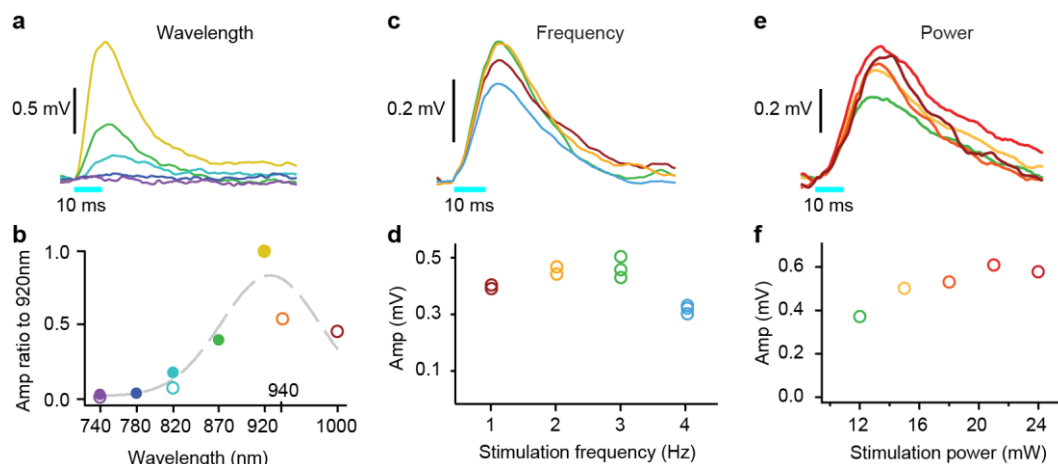 a Wavelength
0.5 mV
10 ms
c Frequency
0.2 mV
10 ms
e Power
0.2 mV
10 ms
b
Amp ratio to 920nm
1.0
0.5
0.0
940
740 780 820 870 920 1000
Wavelength (nm)
d
Amp (mV)
0.5
0.3
0.1
1 2 3 4
Stimulation frequency (Hz)
f
Amp (mV)
0.6
0.4
0.2
0.0
12 16 20 24
Stimulation power (mW)